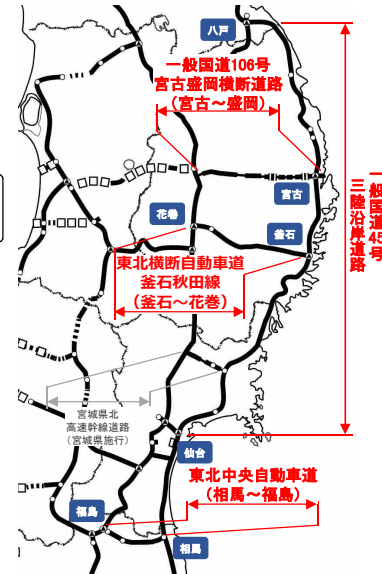 八戸
一般国道106号
宮古盛岡横断道路
（宮古～盛岡）
宮古
一般国道45号
三陸沿岸道路
花巻
釜石
東北横断自動車道
釜石秋田線
（釜石～花巻）
宮城県北
高速幹線道路
（宮城県施行）
仙台
東北中央自動車道
（相馬～福島）
福島
相馬